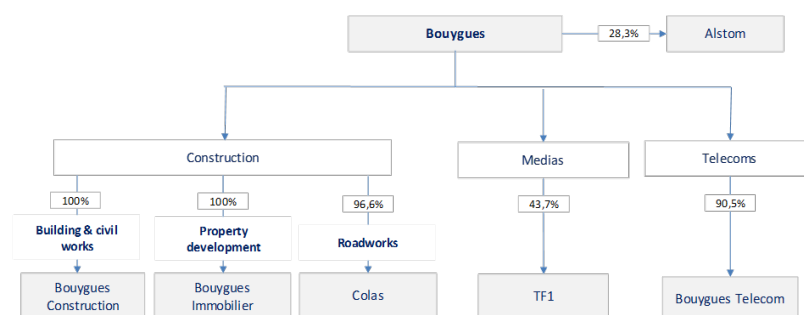 Bouygues
28,3%
Alstom
Construction
Medias
Telecoms
100%
100%
96,6%
43,7%
90,5%
Building & civil
works
Property
development
Roadworks
Bouygues
Construction
Bouygues
Immobilier
Colas
TF1
Bouygues Telecom